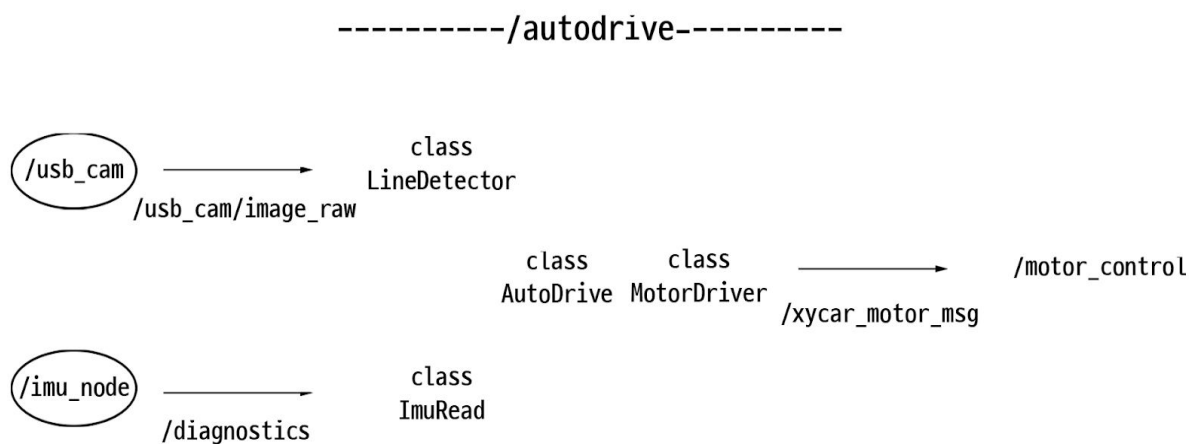 ----------/autodrive----------
/usb_cam
/usb_cam/image_raw
class
LineDetector
class
AutoDrive
class
MotorDriver
/xycar_motor_msg
/motor_control
/imu_node
/diagnostics
class
ImuRead